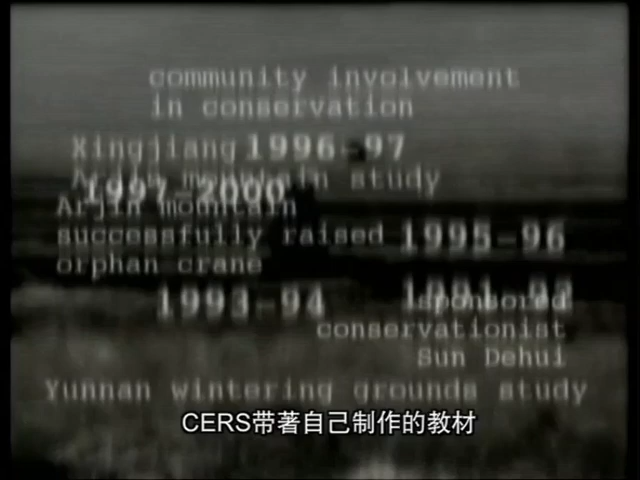 community involvement
in conservation
Xingjiang 1996-97
Arjin mountain study
1997-2000
Arjin mountain
successfully raised 1995-96
orphan crane
1993-94
sponsored
conservationist
Sun Dehui
Yunnan wintering grounds study
CERS带著自己制作的教材